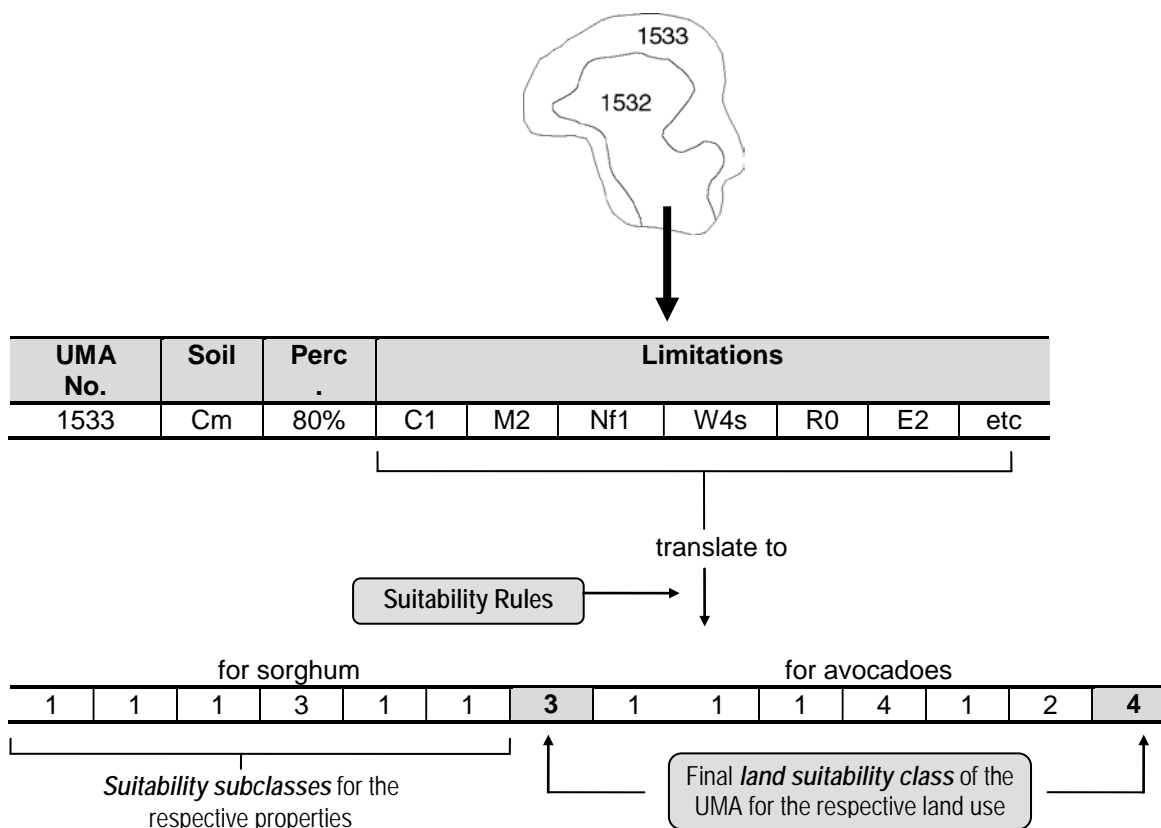 1533
1532
UMA No. Soil Perc . Limitations
1533 Cm 80% C1 M2 Nf1 W4s R0 E2 etc
translate to
Suitability Rules
for sorghum for avocadoes
1 1 1 3 1 1 3 1 1 1 4 1 2 4
Suitability subclasses for the
respective properties
Final land suitability class of the
UMA for the respective land use